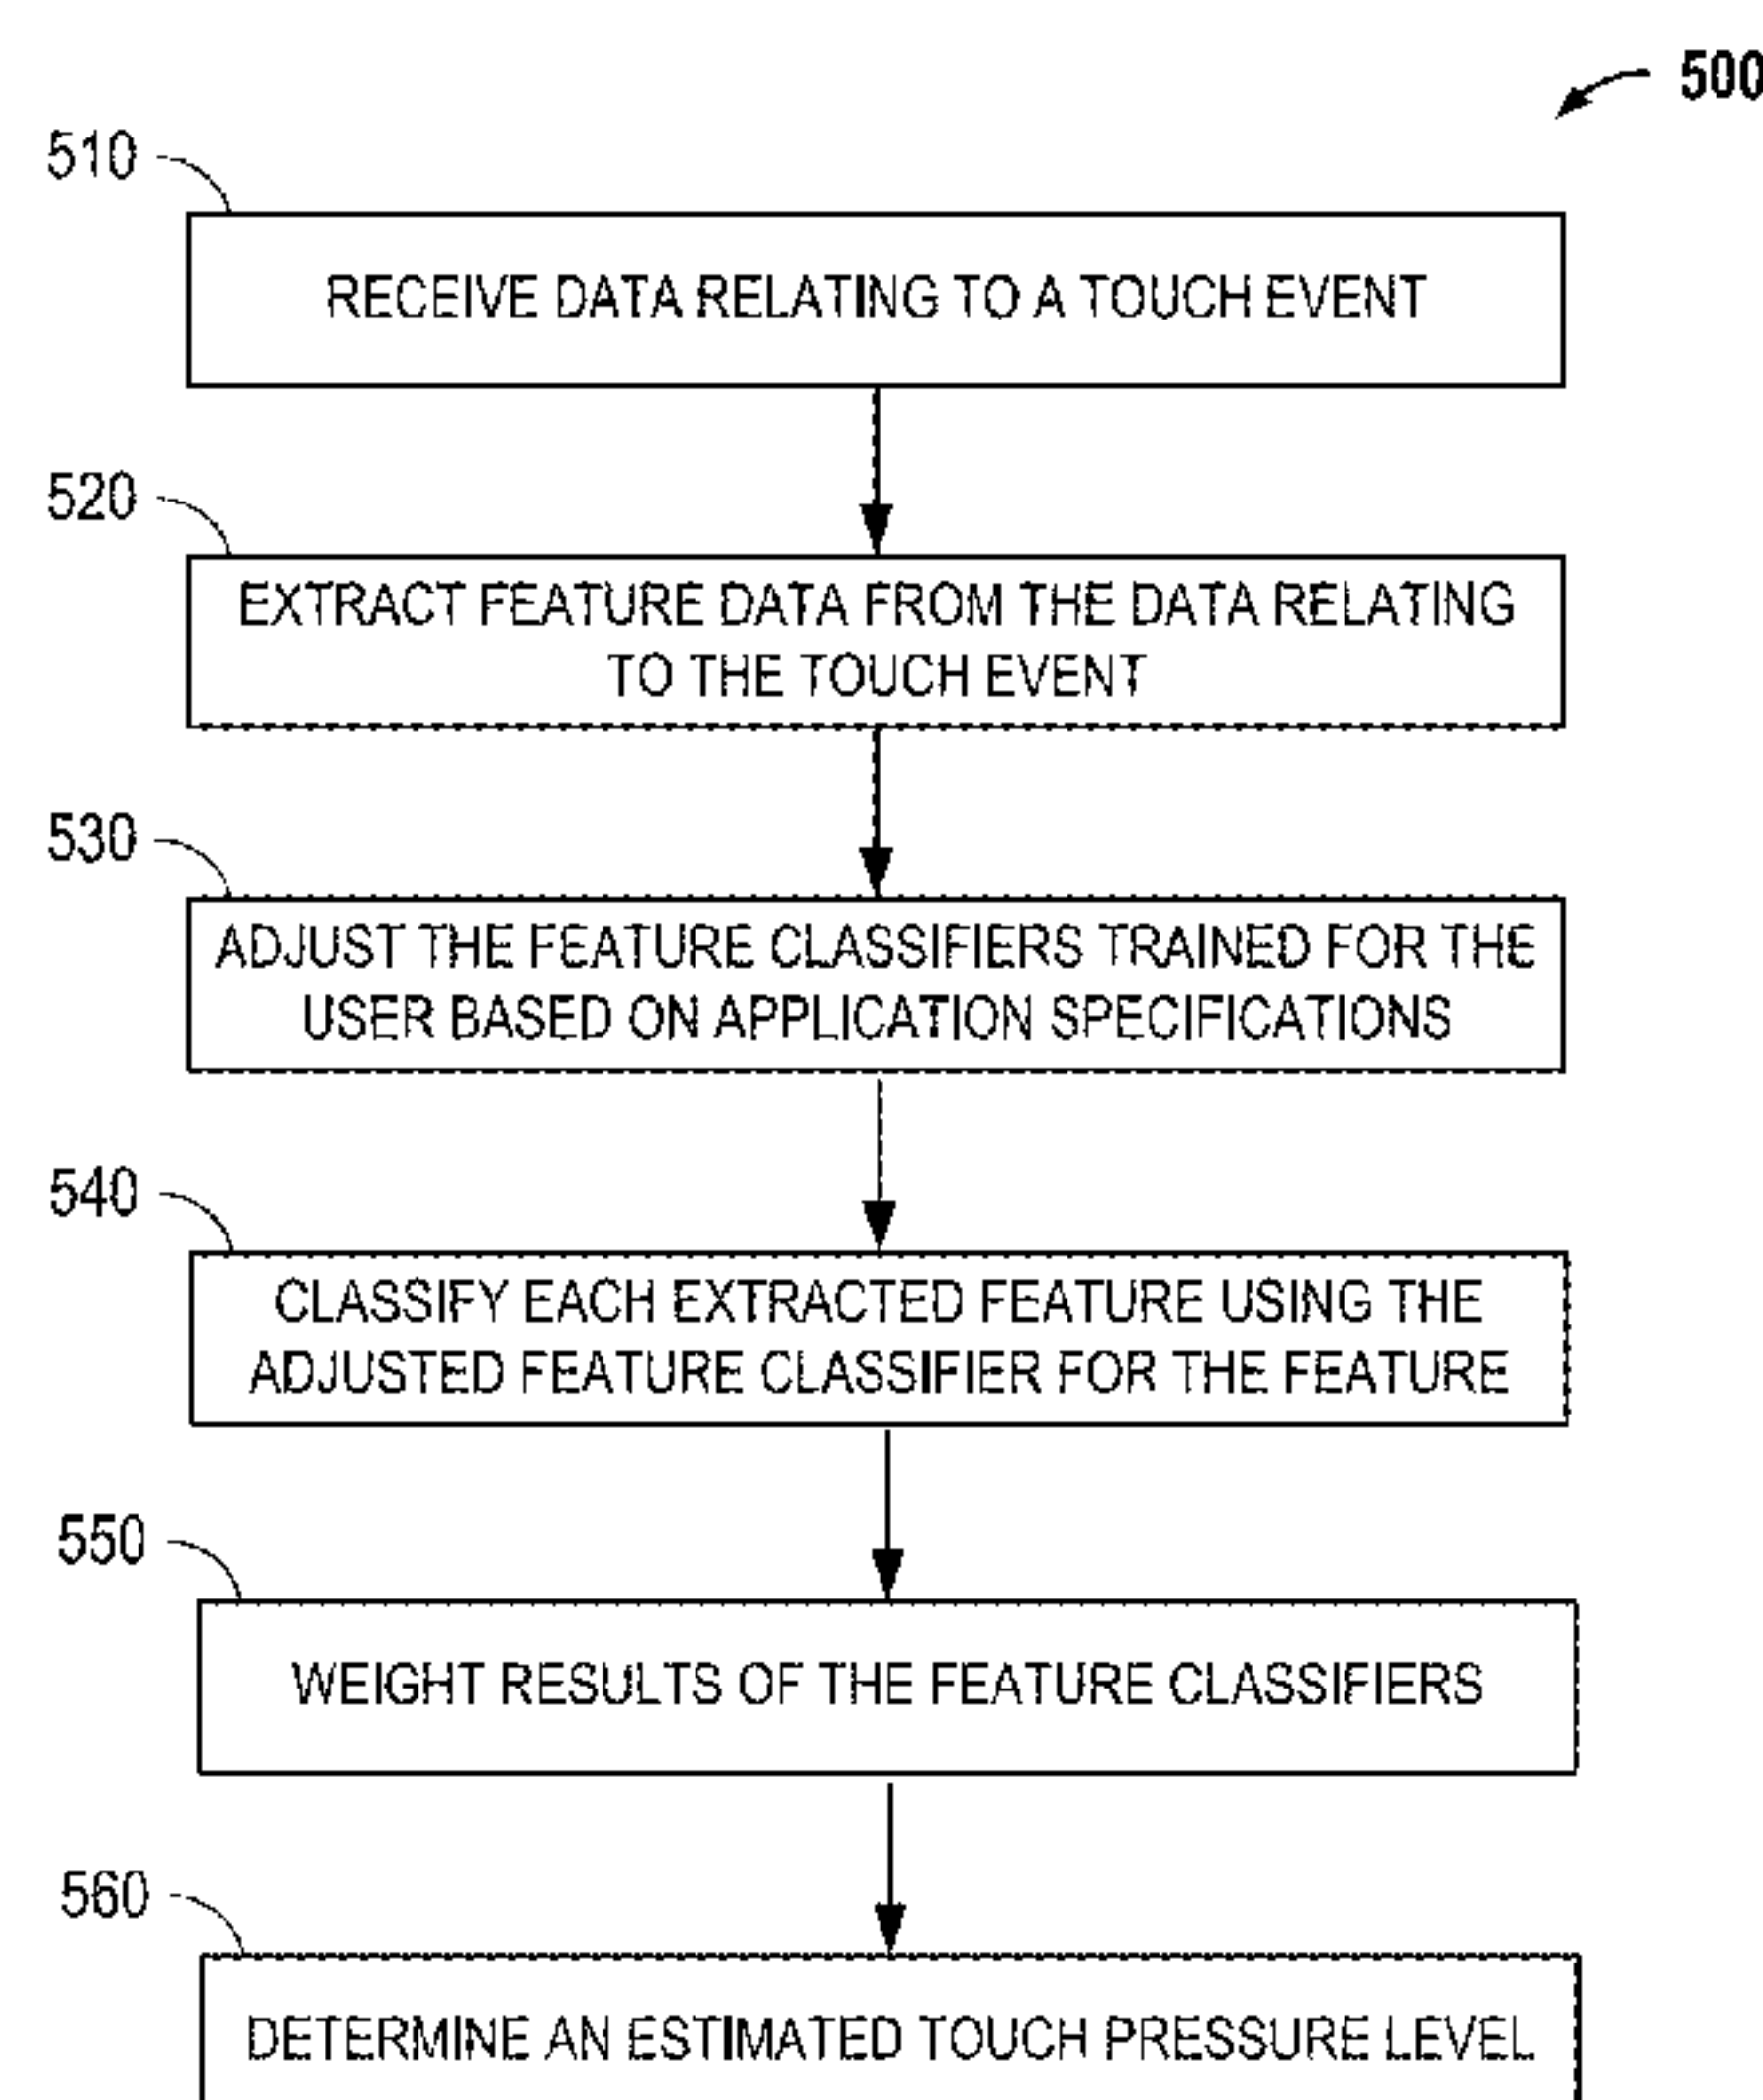 500
510
RECEIVE DATA RELATING TO A TOUCH EVENT
520
EXTRACT FEATURE DATA FROM THE DATA RELATING
TO THE TOUCH EVENT
530
ADJUST THE FEATURE CLASSIFIERS TRAINED FOR THE
USER BASED ON APPLICATION SPECIFICATIONS
540
CLASSIFY EACH EXTRACTED FEATURE USING THE
ADJUSTED FEATURE CLASSIFIER FOR THE FEATURE
550
WEIGHT RESULTS OF THE FEATURE CLASSIFIERS
560
DETERMINE AN ESTIMATED TOUCH PRESSURE LEVEL